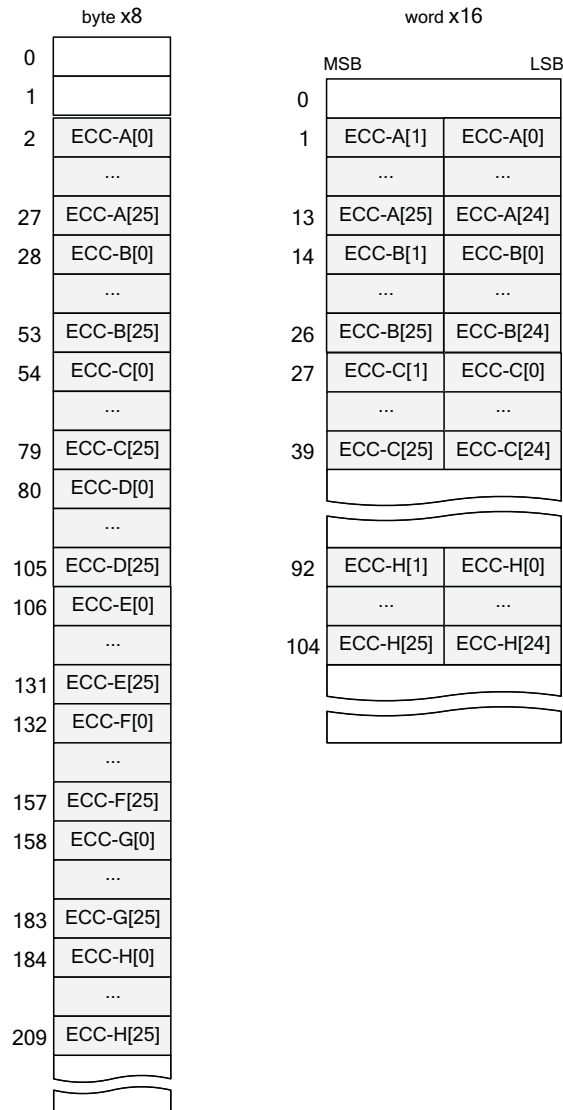 byte x8
0
1
2 ECC-A[0]
...
27 ECC-A[25]
28 ECC-B[0]
...
53 ECC-B[25]
54 ECC-C[0]
...
79 ECC-C[25]
80 ECC-D[0]
...
105 ECC-D[25]
106 ECC-E[0]
...
131 ECC-E[25]
132 ECC-F[0]
...
157 ECC-F[25]
158 ECC-G[0]
...
183 ECC-G[25]
184 ECC-H[0]
...
209 ECC-H[25]
word x16
MSB LSB
0
1 ECC-A[1] ECC-A[0]
... ...
13 ECC-A[25] ECC-A[24]
14 ECC-B[1] ECC-B[0]
... ...
26 ECC-B[25] ECC-B[24]
27 ECC-C[1] ECC-C[0]
... ...
39 ECC-C[25] ECC-C[24]
92 ECC-H[1] ECC-H[0]
... ...
104 ECC-H[25] ECC-H[24]